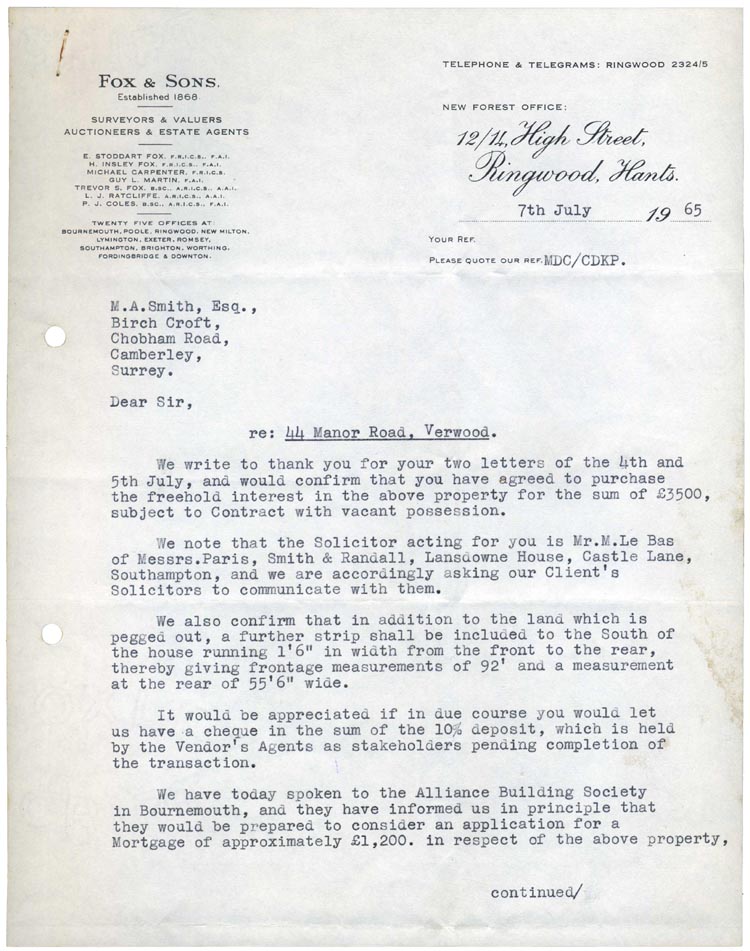 FOX & SONS.
Established 1868.
SURVEYORS & VALUERS
AUCTIONEERS & ESTATE AGENTS
E. STODDART FOX, F.R.I.C.S., F.A.I.
H. INSLEY FOX, F.R.I.C.S., F.A.I.
MICHAEL CARPENTER, F.R.I.C.S.
GUY L. MARTIN, F.A.I.
TREVOR S. FOX, B.SC., A.R.I.C.S., A.A.I.
L. J. RATCLIFFE, A.R.I.C.S., A.A.I.
P. J. COLES, B.SC., A.R.I.C.S., F.A.I.
TWENTY FIVE OFFICES AT:
BOURNEMOUTH, POOLE, RINGWOOD, NEW MILTON,
LYMINGTON, EXETER, ROMSEY,
SOUTHAMPTON, BRIGHTON, WORTHING,
FORDINGBRIDGE & DOWNTON.
TELEPHONE & TELEGRAMS: RINGWOOD 2324/5
NEW FOREST OFFICE:
12/14, High Street,
Ringwood, Hants.
7th July 19 65
YOUR REF.
PLEASE QUOTE OUR REF. MDC/CDKP.
M.A.Smith, Esq.,
Birch Croft,
Chobham Road,
Camberley,
Surrey.
Dear Sir,
re: 44 Manor Road, Verwood.
We write to thank you for your two letters of the 4th and
5th July, and would confirm that you have agreed to purchase
the freehold interest in the above property for the sum of £3500,
subject to Contract with vacant possession.
We note that the Solicitor acting for you is Mr.M.Le Bas
of Messrs.Paris, Smith & Randall, Lansdowne House, Castle Lane,
Southampton, and we are accordingly asking our Client's
Solicitors to communicate with them.
We also confirm that in addition to the land which is
pegged out, a further strip shall be included to the South of
the house running 1'6" in width from the front to the rear,
thereby giving frontage measurements of 92' and a measurement
at the rear of 55'6" wide.
It would be appreciated if in due course you would let
us have a cheque in the sum of the 10% deposit, which is held
by the Vendor's Agents as stakeholders pending completion of
the transaction.
We have today spoken to the Alliance Building Society
in Bournemouth, and they have informed us in principle that
they would be prepared to consider an application for a
Mortgage of approximately £1,200. in respect of the above property,
continued/